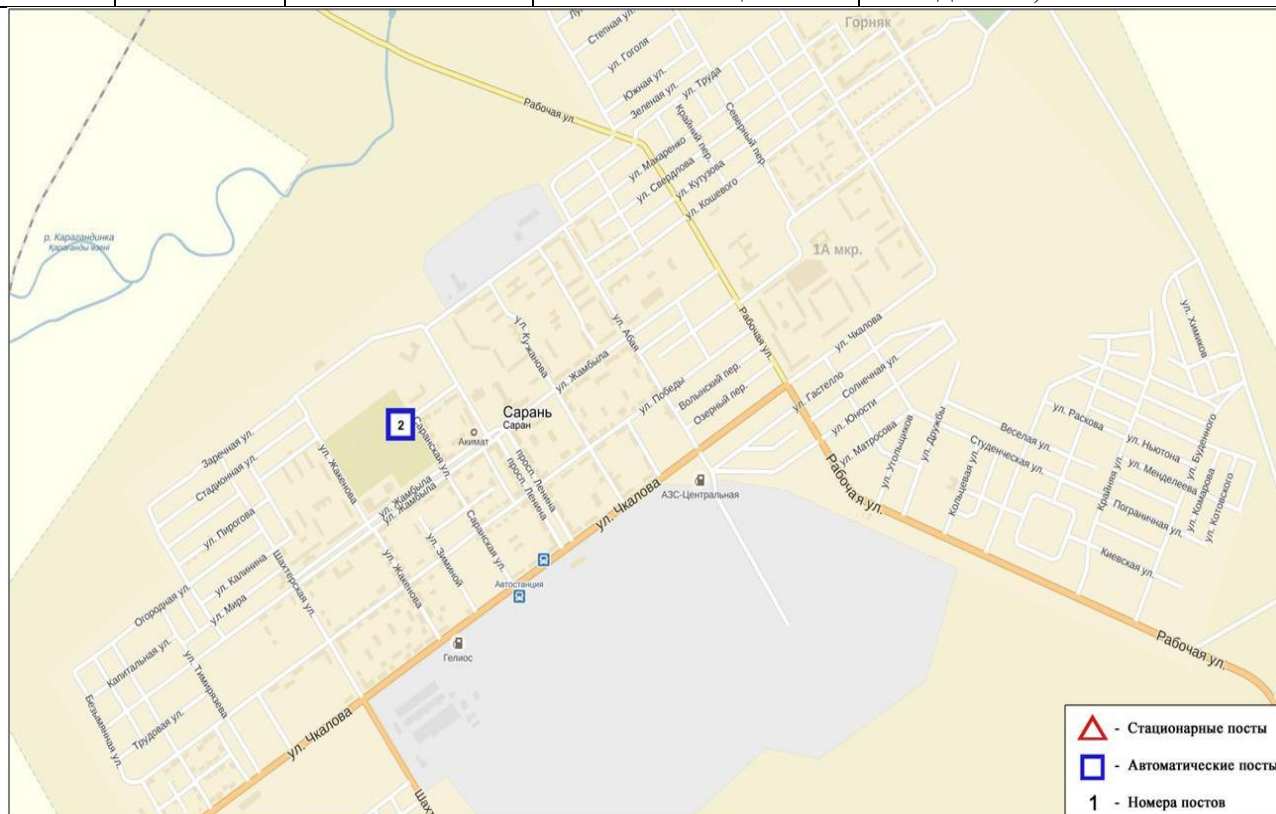 Горняк
Степная ул.
ул. Гоголя
Южная ул.
Зеленая ул.
ул. Труда
Рабочая ул.
Крайний пер.
Северный пер.
ул. Макаренко
ул. Свердлова
ул. Кутузова
ул. Кошевого
р. Карагандинка
Қарағанды өзені
1А мкр.
ул. Химиков
ул. Кужанова
ул. Абая
ул. Жамбыла
Рабочая ул.
ул. Чкалова
ул. Победы
Волынский пер.
Озерный пер.
ул. Гастелло
Солнечная ул.
ул. Юности
ул. Матросова
ул. Угольщиков
ул. Дружбы
Сарань
Саран
2
Саранская ул.
Акимат
Заречная ул.
Стадионная ул.
ул. Жакенова
ул. Жамбыла
ул. Жамбыла
просп. Ленина
просп. Ленина
ул. Раскова
Веселая ул.
Студенческая ул.
Кольцевая ул.
Крайняя ул.
ул. Ньютона
ул. Менделеева
Пограничная ул.
ул. Буденного
ул. Комарова
ул. Котовского
Киевская ул.
АЗС-Центральная
ул. Чкалова
Рабочая ул.
ул. Пирогова
ул. Калинина
ул. Мира
Огородная ул.
Шахтерская ул.
ул. Жакенова
ул. Зиминой
Саранская ул.
Автостанция
Гелиос
Капитальная ул.
ул. Тимирязева
Безымянная ул.
Трудовая ул.
ул. Чкалова
Рабочая ул.
- Стационарные посты
- Автоматические посты
1 - Номера постов